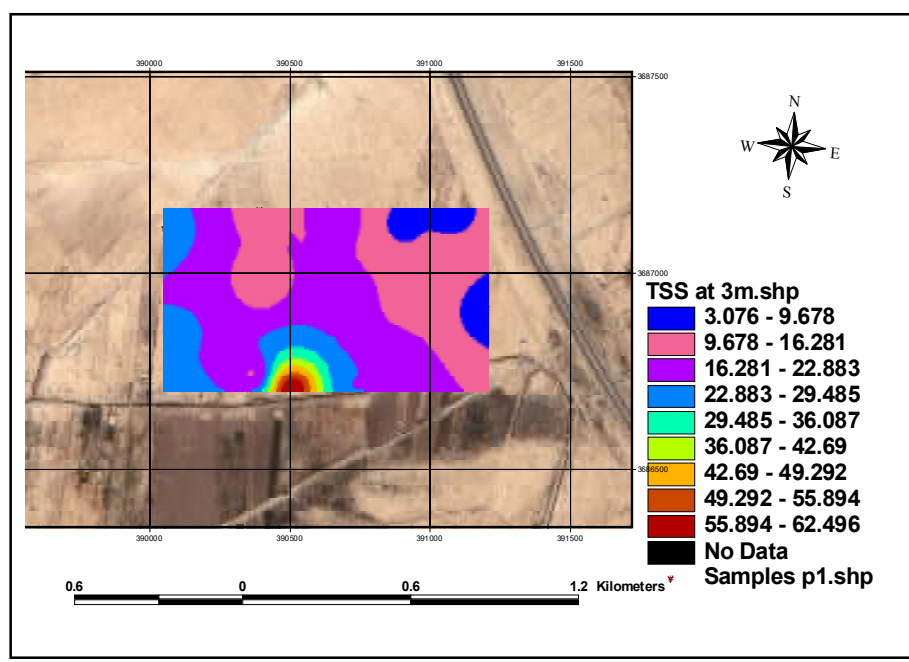 390000 390500 391000 391500
3687500
N
W E
S
3687000
TSS at 3m.shp
3.076 - 9.678
9.678 - 16.281
16.281 - 22.883
22.883 - 29.485
29.485 - 36.087
36.087 - 42.69
42.69 - 49.292
49.292 - 55.894
55.894 - 62.496
No Data
Samples p1.shp
3686500
390000 390500 391000 391500
0.6 0 0.6 1.2 Kilometers